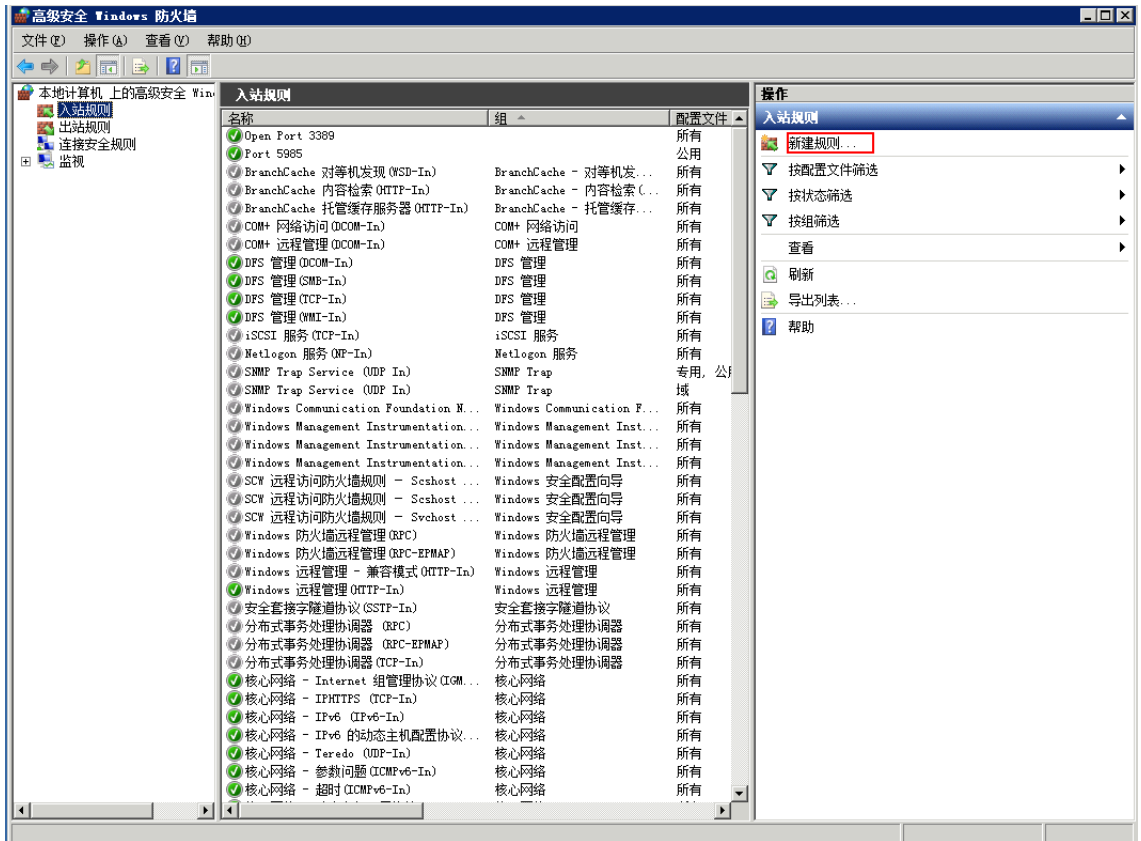 高级安全 Windows 防火墙
文件(F) 操作(A) 查看(V) 帮助(H)
本地计算机 上的高级安全 Win
入站规则
出站规则
连接安全规则
监视
入站规则
名称 组 配置文件
Open Port 3389 所有
Port 5985 公用
BranchCache 对等机发现(WSD-In) BranchCache - 对等机发... 所有
BranchCache 内容检索(HTTP-In) BranchCache - 内容检索(... 所有
BranchCache 托管缓存服务器(HTTP-In) BranchCache - 托管缓存... 所有
COM+ 网络访问(DCOM-In) COM+ 网络访问 所有
COM+ 远程管理(DCOM-In) COM+ 远程管理 所有
DFS 管理(DCOM-In) DFS 管理 所有
DFS 管理(SMB-In) DFS 管理 所有
DFS 管理(TCP-In) DFS 管理 所有
DFS 管理(WMI-In) DFS 管理 所有
iSCSI 服务(TCP-In) iSCSI 服务 所有
Netlogon 服务(NP-In) Netlogon 服务 所有
SNMP Trap Service (UDP In) SNMP Trap 专用, 公用
SNMP Trap Service (UDP In) SNMP Trap 域
Windows Communication Foundation N... Windows Communication F... 所有
Windows Management Instrumentation... Windows Management Inst... 所有
Windows Management Instrumentation... Windows Management Inst... 所有
Windows Management Instrumentation... Windows Management Inst... 所有
SCW 远程访问防火墙规则 - Scshost ... Windows 安全配置向导 所有
SCW 远程访问防火墙规则 - Scshost ... Windows 安全配置向导 所有
SCW 远程访问防火墙规则 - Svchost ... Windows 安全配置向导 所有
Windows 防火墙远程管理(RPC) Windows 防火墙远程管理 所有
Windows 防火墙远程管理(RPC-EPMAP) Windows 防火墙远程管理 所有
Windows 远程管理 - 兼容模式(HTTP-In) Windows 远程管理 所有
Windows 远程管理(HTTP-In) Windows 远程管理 所有
安全套接字隧道协议(SSTP-In) 安全套接字隧道协议 所有
分布式事务处理协调器 (RPC) 分布式事务处理协调器 所有
分布式事务处理协调器 (RPC-EPMAP) 分布式事务处理协调器 所有
分布式事务处理协调器(TCP-In) 分布式事务处理协调器 所有
核心网络 - Internet 组管理协议(IGM... 核心网络 所有
核心网络 - IPHTTPS (TCP-In) 核心网络 所有
核心网络 - IPv6 (IPv6-In) 核心网络 所有
核心网络 - IPv6 的动态主机配置协议... 核心网络 所有
核心网络 - Teredo (UDP-In) 核心网络 所有
核心网络 - 参数问题(ICMPv6-In) 核心网络 所有
核心网络 - 超时(ICMPv6-In) 核心网络 所有
操作
入站规则
新建规则...
按配置文件筛选
按状态筛选
按组筛选
查看
刷新
导出列表...
帮助